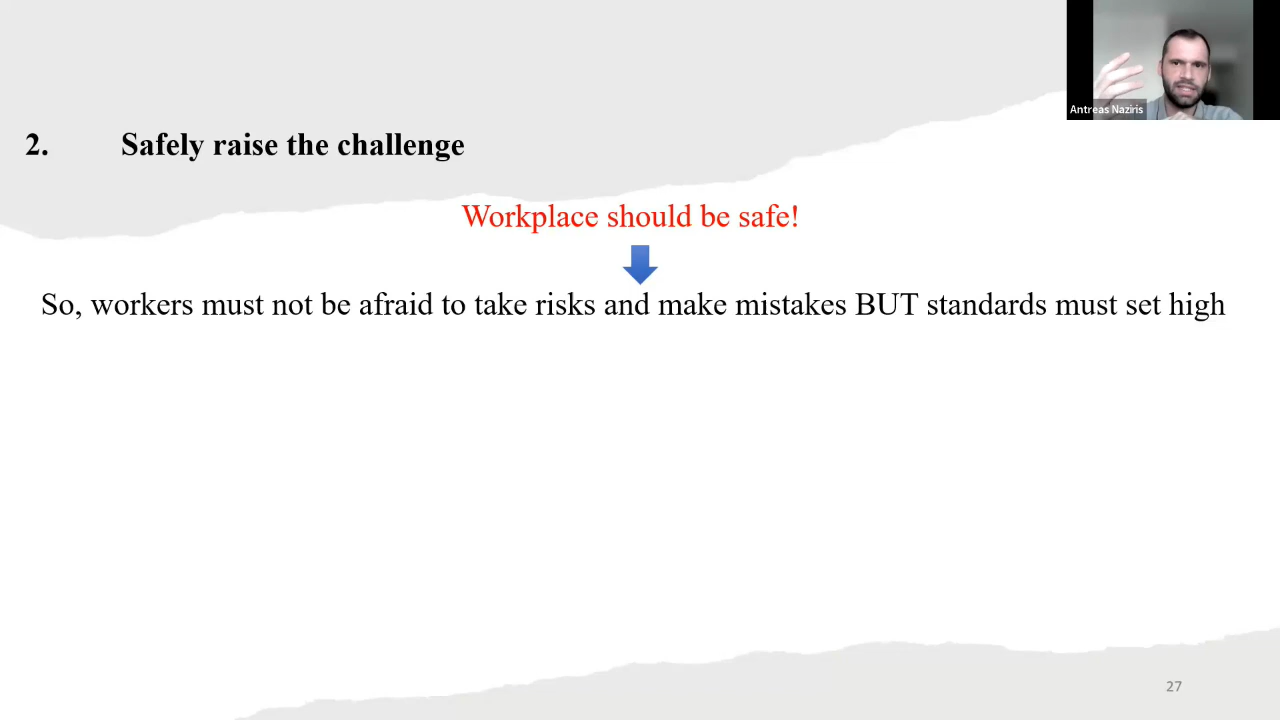 Antreas Naziris
2. Safely raise the challenge
Workplace should be safe!
So, workers must not be afraid to take risks and make mistakes BUT standards must set high
27